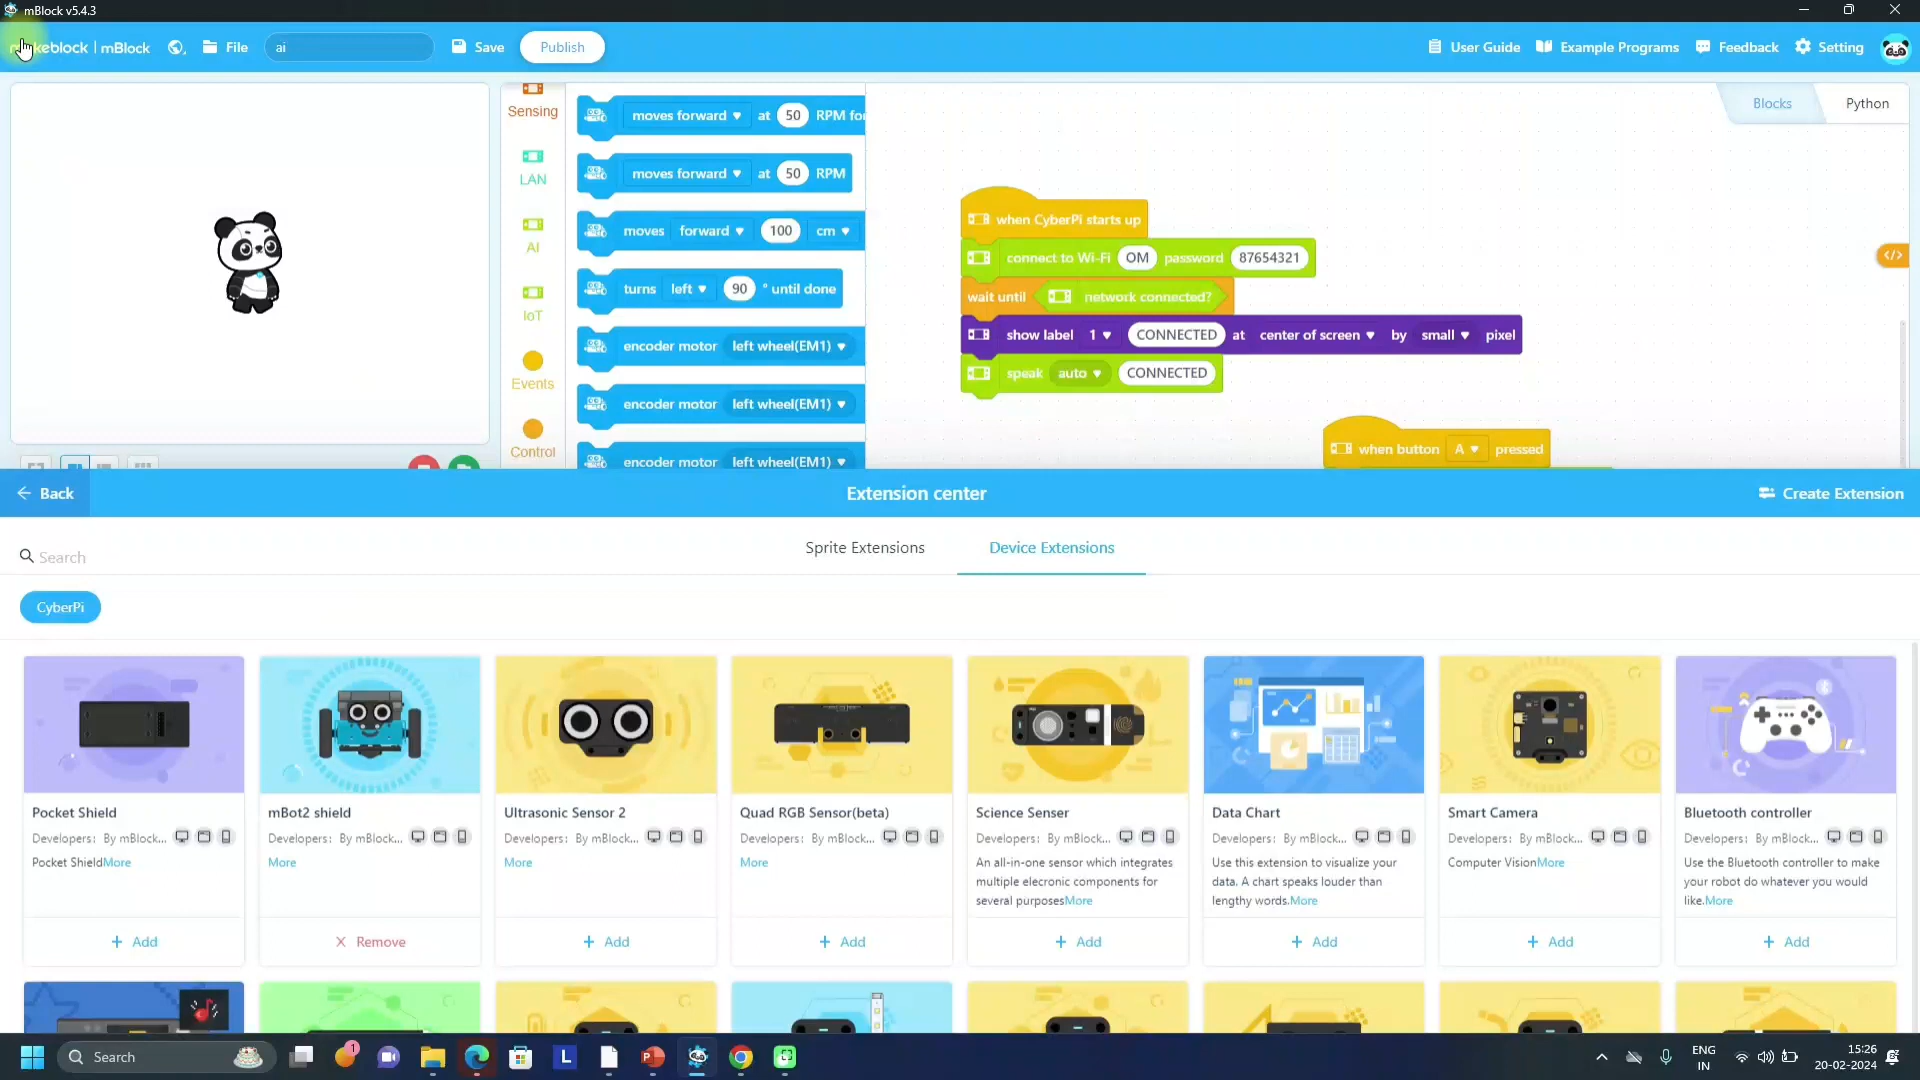 mBlock v5.4.3
makeblock | mBlock File ai Save Publish User Guide Example Programs Feedback Setting
Blocks Python
Sensing
LAN
AI
IoT
Events
Control
moves forward at 50 RPM for
moves forward at 50 RPM
moves forward 100 cm
turns left 90 ° until done
encoder motor left wheel(EM1)
encoder motor left wheel(EM1)
encoder motor left wheel(EM1)
when CyberPi starts up
connect to Wi-Fi OM password 87654321
wait until network connected?
show label 1 CONNECTED at center of screen by small pixel
speak auto CONNECTED
when button A pressed
</>
Back Extension center Create Extension
Search Sprite Extensions Device Extensions
CyberPi
Pocket Shield
Developers: By mBlock...
Pocket ShieldMore
+ Add
mBot2 shield
Developers: By mBlock...
More
× Remove
Ultrasonic Sensor 2
Developers: By mBlock...
More
+ Add
Quad RGB Sensor(beta)
Developers: By mBlock...
More
+ Add
Science Senser
Developers: By mBlock...
An all-in-one sensor which integrates
multiple elecronic components for
several purposesMore
+ Add
Data Chart
Developers: By mBlock...
Use this extension to visualize your
data. A chart speaks louder than
lengthy words.More
+ Add
Smart Camera
Developers: By mBlock...
Computer VisionMore
+ Add
Bluetooth controller
Developers: By mBlock...
Use the Bluetooth controller to make
your robot do whatever you would
like.More
+ Add
Search 1 L ENG
IN
15:26
20-02-2024